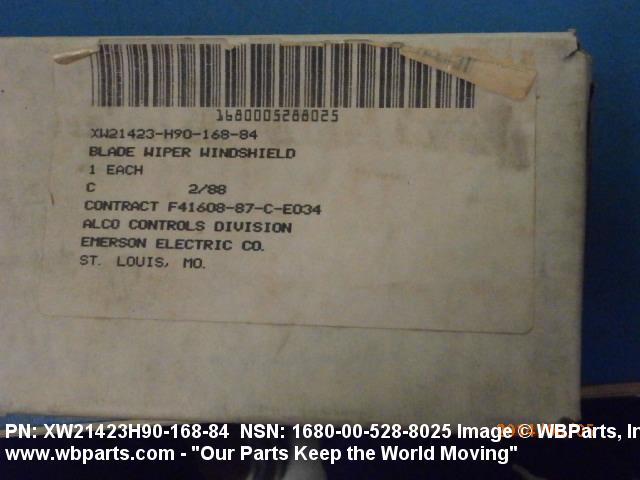 1680005288025
XW21423-H90-168-84
BLADE WIPER WINDSHIELD
1 EACH
C 2/88
CONTRACT F41608-87-C-E034
ALCO CONTROLS DIVISION
EMERSON ELECTRIC CO.
ST. LOUIS, MO.
PN: XW21423H90-168-84 NSN: 1680-00-528-8025 Image © WBParts, In
www.wbparts.com - "Our Parts Keep the World Moving"